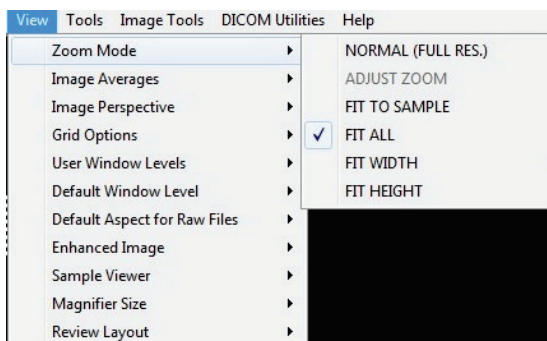 View Tools Image Tools DICOM Utilities Help
Zoom Mode
Image Averages
Image Perspective
Grid Options
User Window Levels
Default Window Level
Default Aspect for Raw Files
Enhanced Image
Sample Viewer
Magnifier Size
Review Layout
NORMAL (FULL RES.)
ADJUST ZOOM
FIT TO SAMPLE
FIT ALL
FIT WIDTH
FIT HEIGHT